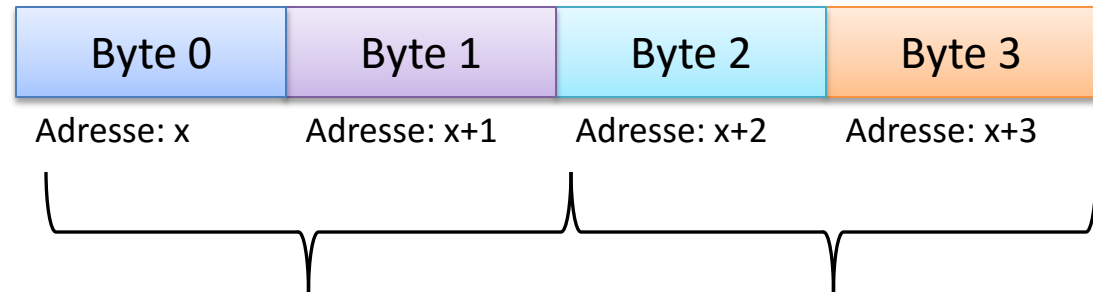 Byte 0 Byte 1 Byte 2 Byte 3
Adresse: x Adresse: x+1 Adresse: x+2 Adresse: x+3